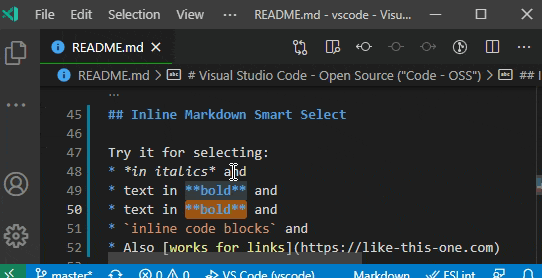 File Edit Selection View ··· README.md - vscode - Visu...
README.md ×
README.md > # Visual Studio Code - Open Source ("Code - OSS") > ## I
...
45 ## Inline Markdown Smart Select
46
47 Try it for selecting:
48 * *in italics* and
49 * text in **bold** and
50 * text in **bold** and
51 * `inline code blocks` and
52 * Also [works for links](https://like-this-one.com)
master* 0 0 VS Code (vscode) Markdown ESLint